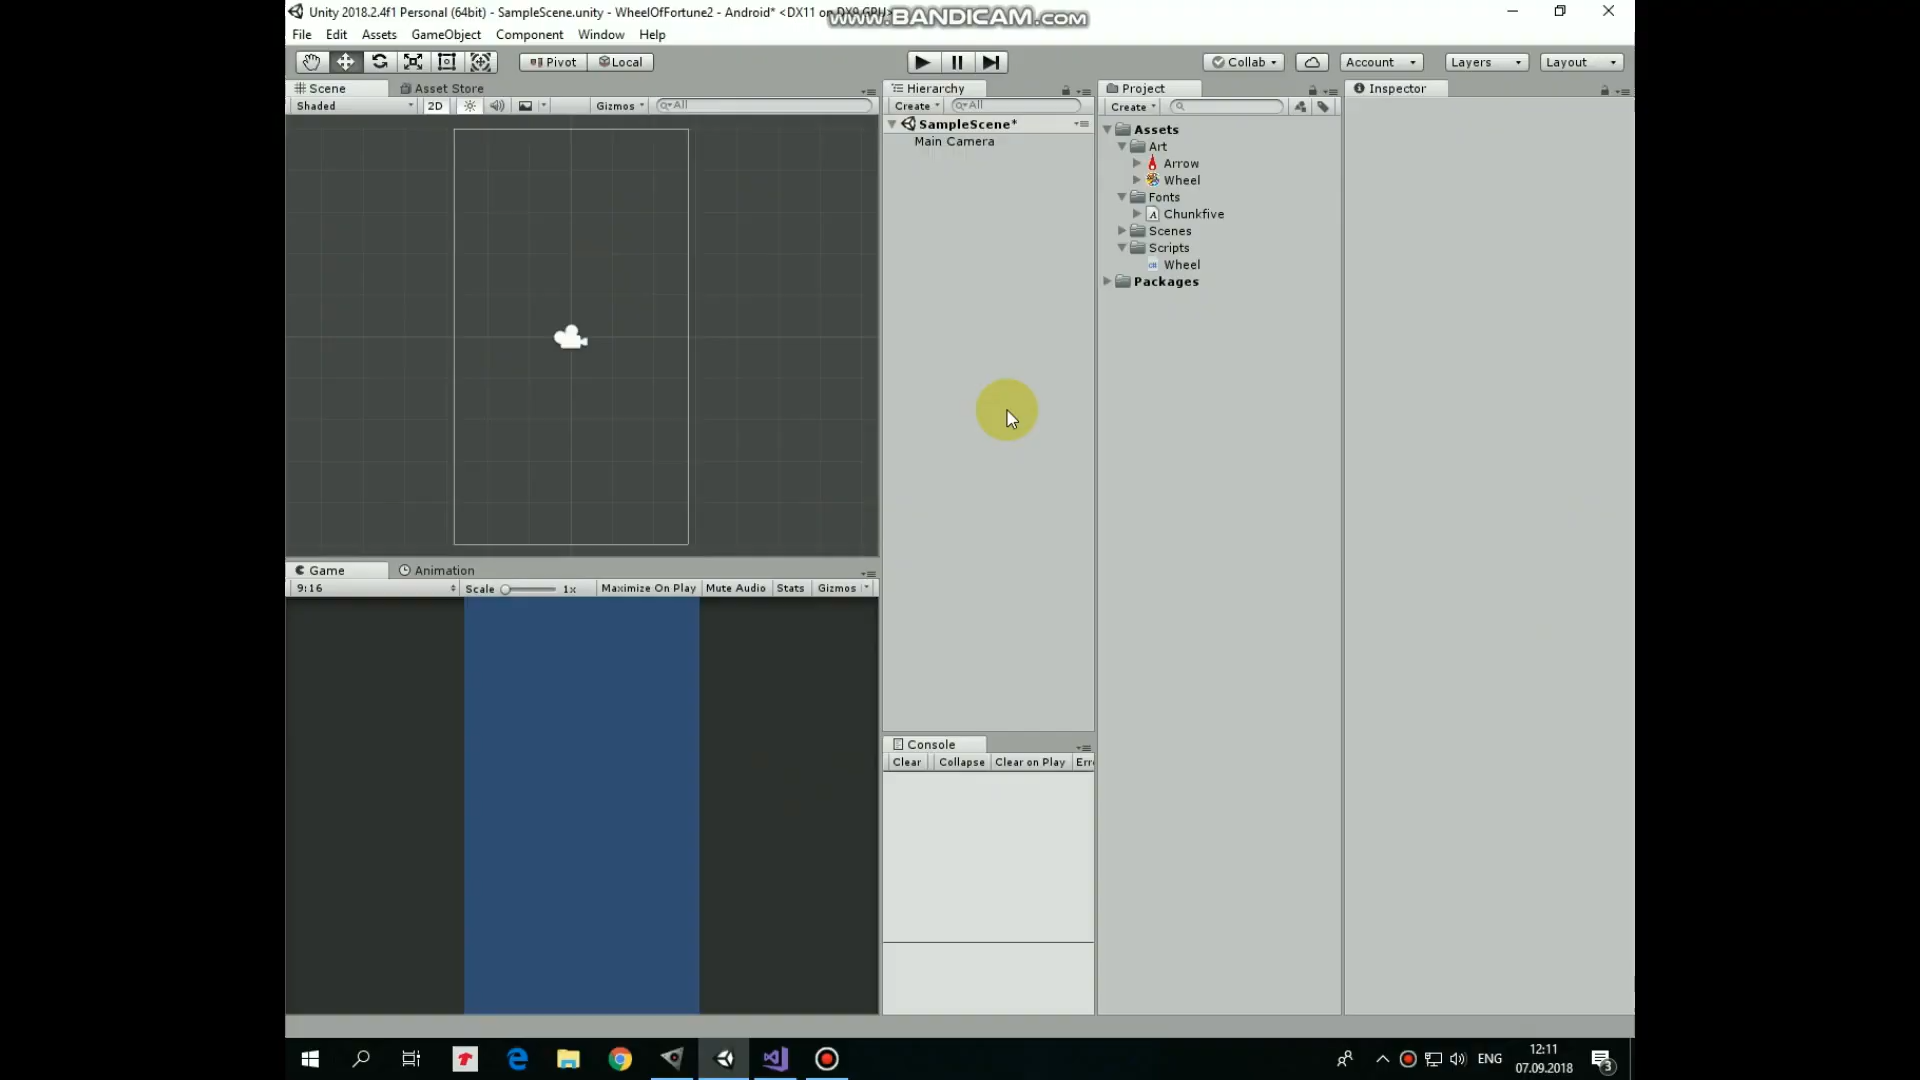 Unity 2018.2.4f1 Personal (64bit) - SampleScene.unity - WheelOfFortune2 - Android* <DX11 on DX9 GPU>
www.BANDICAM.com
File Edit Assets GameObject Component Window Help
Pivot Local Collab Account Layers Layout
Scene Asset Store
Shaded 2D Gizmos All
Hierarchy
Create All
SampleScene*
Main Camera
Project
Create
Assets
Art
Arrow
Wheel
Fonts
Chunkfive
Scenes
Scripts
Wheel
Packages
Inspector
Game Animation
9:16 Scale 1x Maximize On Play Mute Audio Stats Gizmos
Console
Clear Collapse Clear on Play Err
ENG
12:11
07.09.2018
3